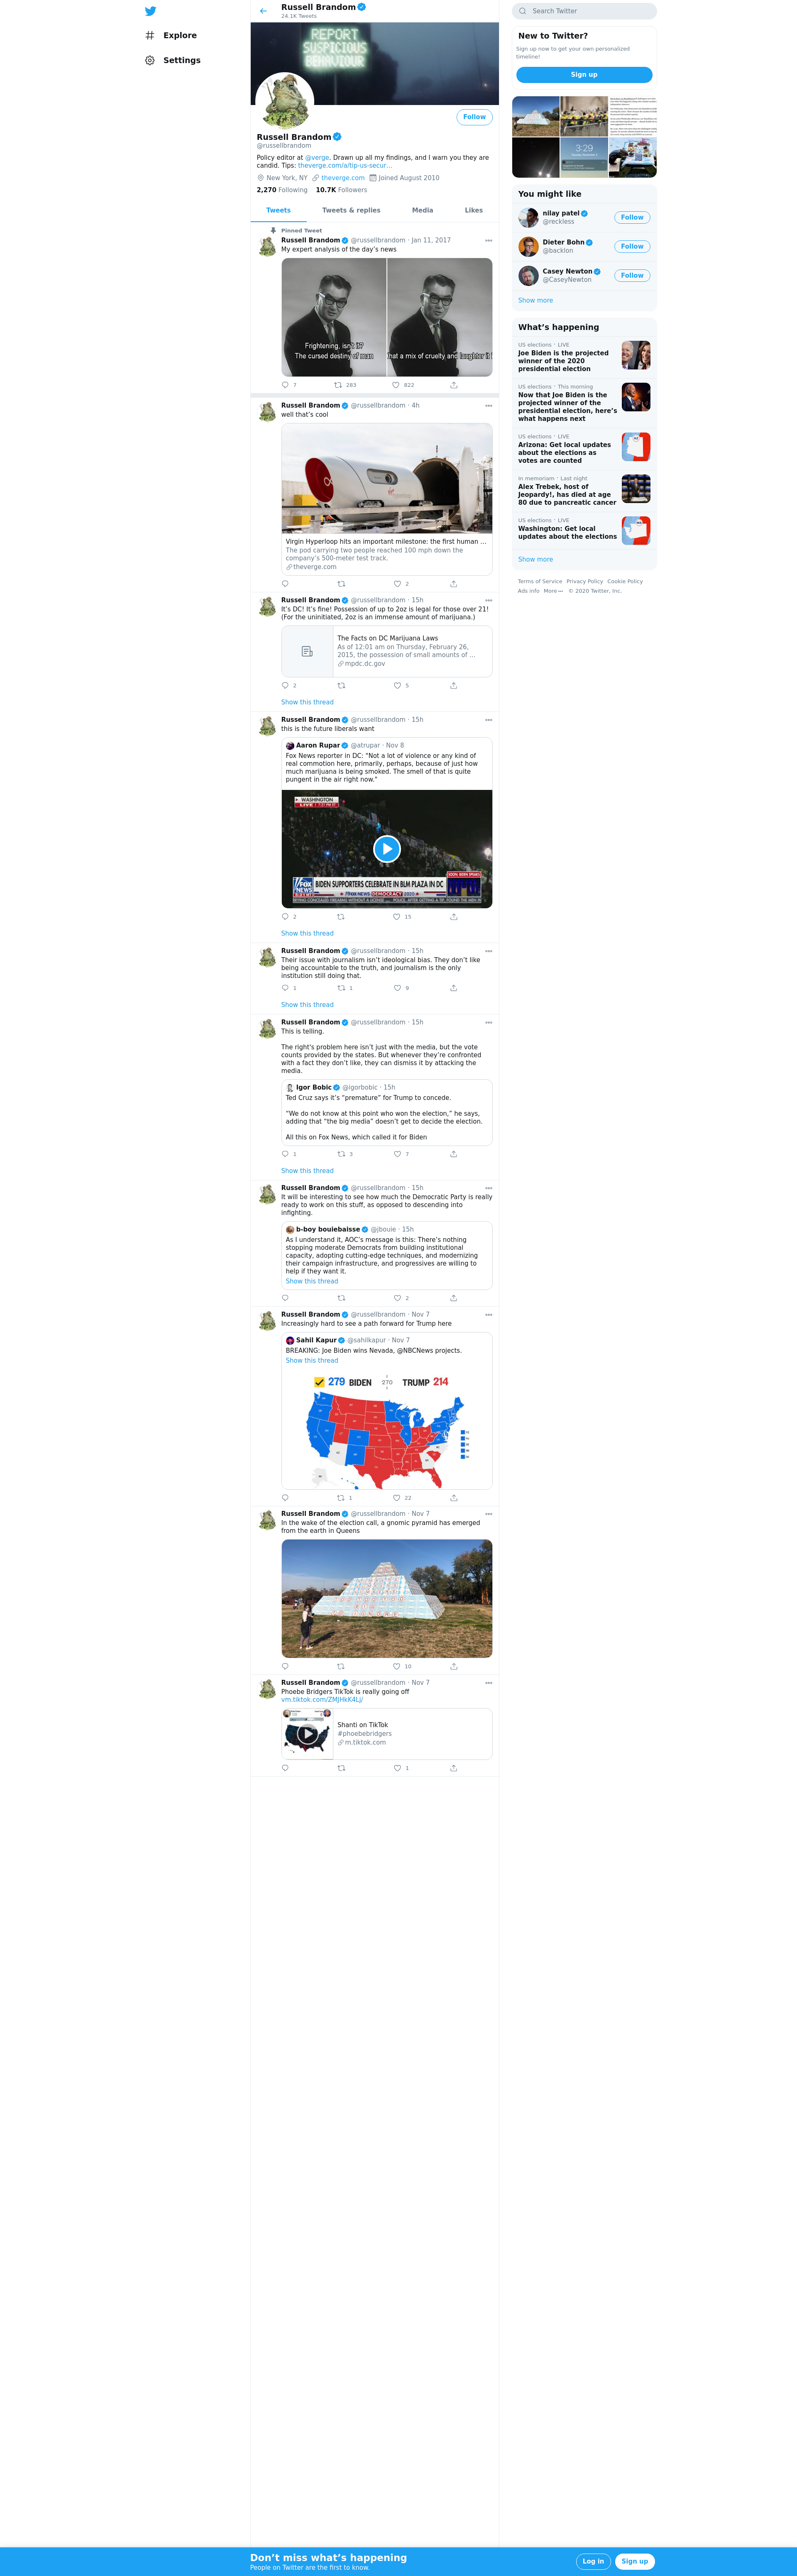 Explore
Settings
Russell Brandom
24.1K Tweets
REPORT
SUSPICIOUS
BEHAVIOUR
Follow
Russell Brandom
@russellbrandom
Policy editor at @verge. Drawn up all my findings, and I warn you they are
candid. Tips: theverge.com/a/tip-us-secur…
New York, NY theverge.com Joined August 2010
2,270 Following 10.7K Followers
Tweets Tweets & replies Media Likes
Pinned Tweet
Russell Brandom @russellbrandom · Jan 11, 2017
My expert analysis of the day's news
Frightening, isn't it?
The cursed destiny of man
that a mix of cruelty and laughter it i
7 283 822
Russell Brandom @russellbrandom · 4h
well that's cool
Virgin Hyperloop hits an important milestone: the first human …
The pod carrying two people reached 100 mph down the
company's 500-meter test track.
theverge.com
2
Russell Brandom @russellbrandom · 15h
It's DC! It's fine! Possession of up to 2oz is legal for those over 21!
(For the uninitiated, 2oz is an immense amount of marijuana.)
The Facts on DC Marijuana Laws
As of 12:01 am on Thursday, February 26,
2015, the possession of small amounts of …
mpdc.dc.gov
2 5
Show this thread
Russell Brandom @russellbrandom · 15h
this is the future liberals want
Aaron Rupar @atrupar · Nov 8
Fox News reporter in DC: "Not a lot of violence or any kind of
real commotion here, primarily, perhaps, because of just how
much marijuana is being smoked. The smell of that is quite
pungent in the air right now."
WASHINGTON
LIVE
FOX
NEWS
BIDEN SUPPORTERS CELEBRATE IN BLM PLAZA IN DC
SOON BIDEN SPEAKS
FOX NEWS DEMOCRACY 2020
2 15
Show this thread
Russell Brandom @russellbrandom · 15h
Their issue with journalism isn't ideological bias. They don't like
being accountable to the truth, and journalism is the only
institution still doing that.
1 1 9
Show this thread
Russell Brandom @russellbrandom · 15h
This is telling.
The right's problem here isn't just with the media, but the vote
counts provided by the states. But whenever they're confronted
with a fact they don't like, they can dismiss it by attacking the
media.
Igor Bobic @igorbobic · 15h
Ted Cruz says it's "premature" for Trump to concede.
"We do not know at this point who won the election," he says,
adding that "the big media" doesn't get to decide the election.
All this on Fox News, which called it for Biden
1 3 7
Show this thread
Russell Brandom @russellbrandom · 15h
It will be interesting to see how much the Democratic Party is really
ready to work on this stuff, as opposed to descending into
infighting.
b-boy bouiebaisse @jbouie · 15h
As I understand it, AOC's message is this: There's nothing
stopping moderate Democrats from building institutional
capacity, adopting cutting-edge techniques, and modernizing
their campaign infrastructure, and progressives are willing to
help if they want it.
Show this thread
2
Russell Brandom @russellbrandom · Nov 7
Increasingly hard to see a path forward for Trump here
Sahil Kapur @sahilkapur · Nov 7
BREAKING: Joe Biden wins Nevada, @NBCNews projects.
Show this thread
279 BIDEN 270 TRUMP 214
1 22
Russell Brandom @russellbrandom · Nov 7
In the wake of the election call, a gnomic pyramid has emerged
from the earth in Queens
10
Russell Brandom @russellbrandom · Nov 7
Phoebe Bridgers TikTok is really going off
vm.tiktok.com/ZMJHkK4Lj/
Shanti on TikTok
#phoebebridgers
m.tiktok.com
1
Search Twitter
New to Twitter?
Sign up now to get your own personalized
timeline!
Sign up
3:29
You might like
nilay patel
@reckless
Follow
Dieter Bohn
@backlon
Follow
Casey Newton
@CaseyNewton
Follow
Show more
What's happening
US elections · LIVE
Joe Biden is the projected
winner of the 2020
presidential election
US elections · This morning
Now that Joe Biden is the
projected winner of the
presidential election, here's
what happens next
US elections · LIVE
Arizona: Get local updates
about the elections as
votes are counted
In memoriam · Last night
Alex Trebek, host of
Jeopardy!, has died at age
80 due to pancreatic cancer
US elections · LIVE
Washington: Get local
updates about the elections
Show more
Terms of Service Privacy Policy Cookie Policy
Ads info More © 2020 Twitter, Inc.
Don't miss what's happening
People on Twitter are the first to know.
Log in
Sign up